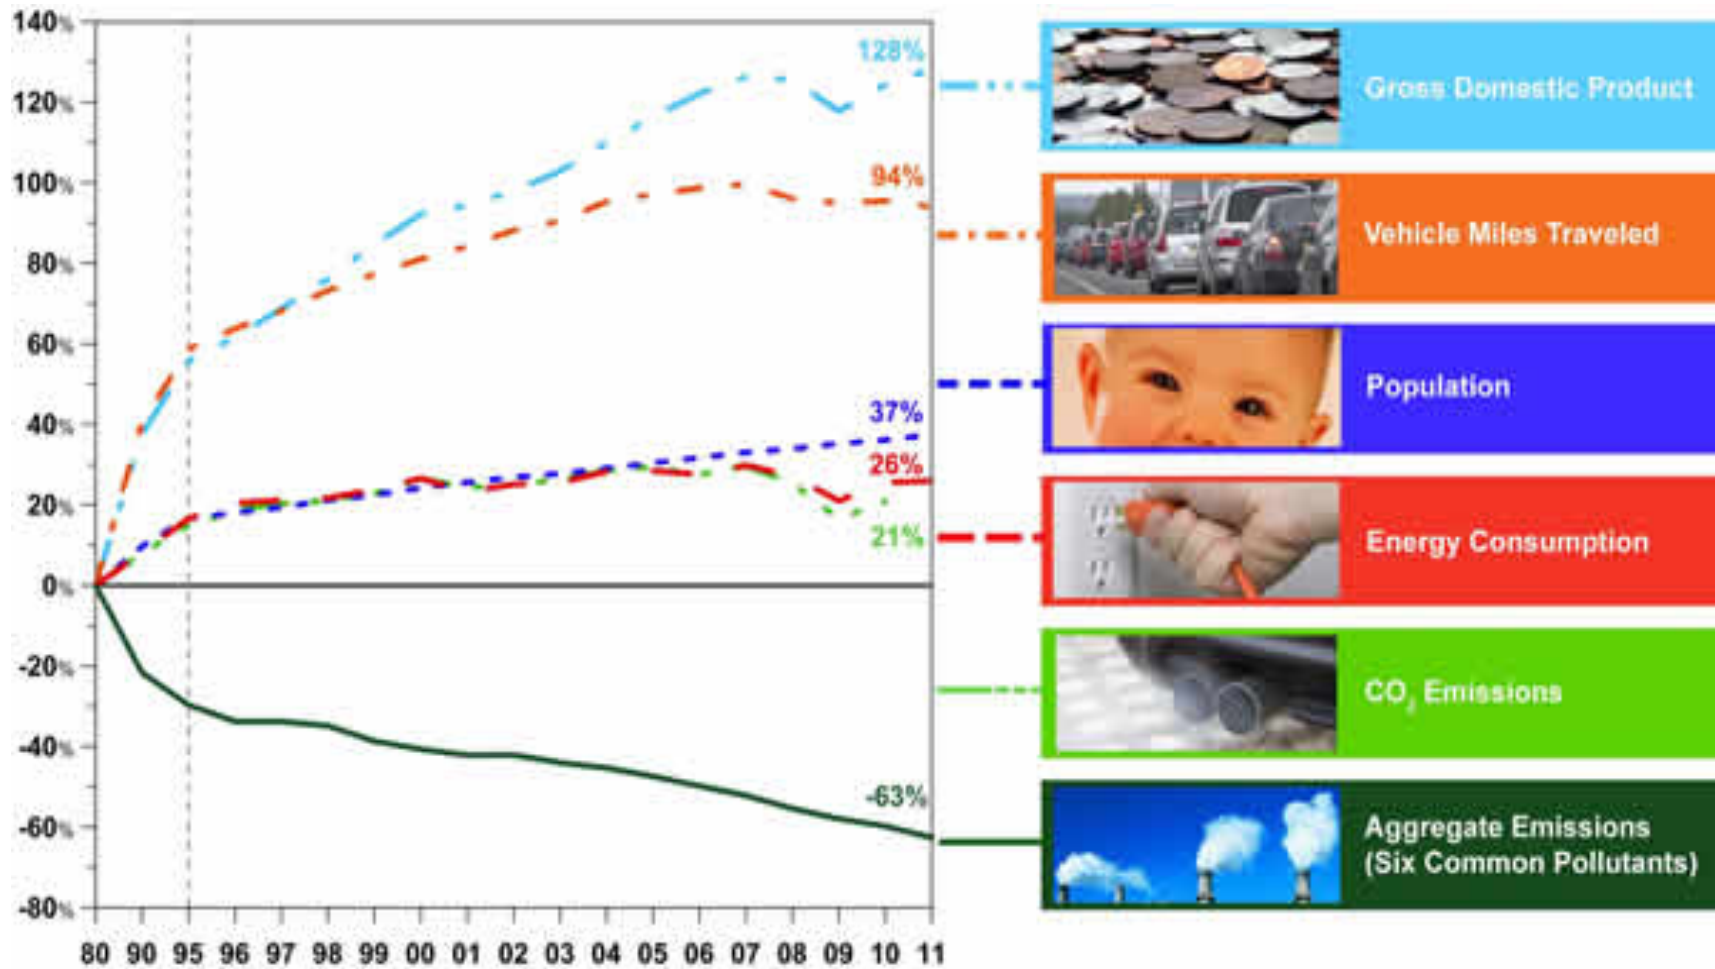 140%
120%
100%
80%
60%
40%
20%
0%
-20%
-40%
-60%
-80%
80 90 95 96 97 98 99 00 01 02 03 04 05 06 07 08 09 10 11
128%
94%
37%
26%
21%
-63%
Gross Domestic Product
Vehicle Miles Traveled
Population
Energy Consumption
CO₂ Emissions
Aggregate Emissions
(Six Common Pollutants)